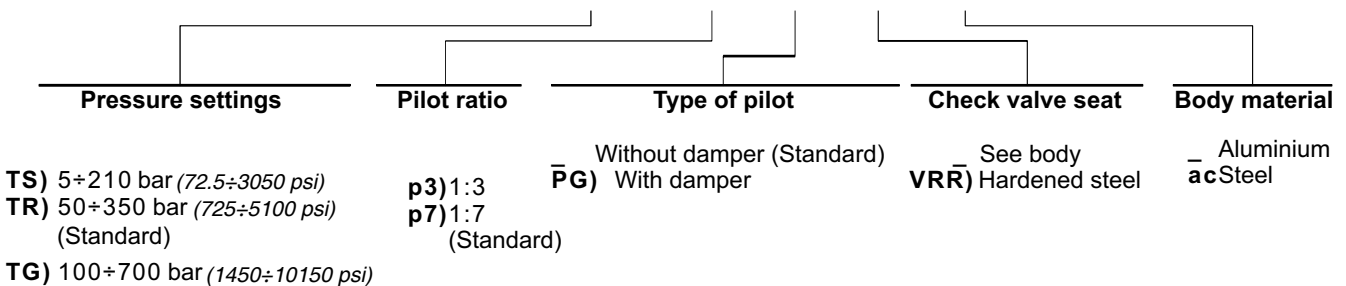 Pressure settings
TS) 5÷210 bar (72.5÷3050 psi)
TR) 50÷350 bar (725÷5100 psi)
(Standard)
TG) 100÷700 bar (1450÷10150 psi)
Pilot ratio
p3)1:3
p7)1:7
(Standard)
Type of pilot
_ Without damper (Standard)
PG) With damper
Check valve seat
_ See body
VRR) Hardened steel
Body material
_ Aluminium
acSteel